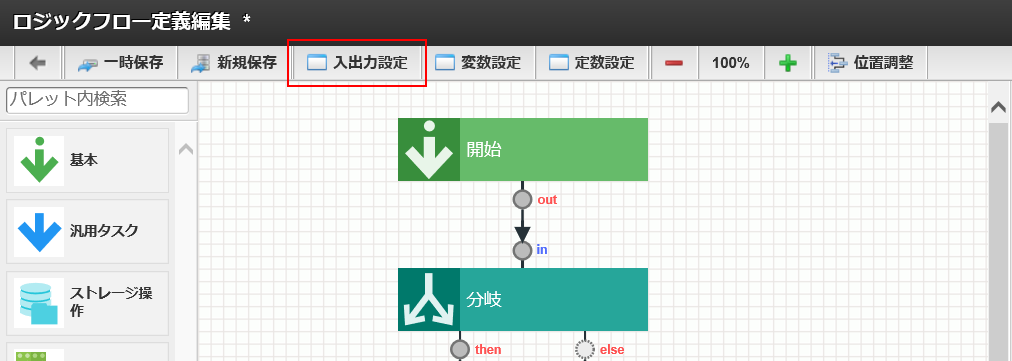 ロジックフロー定義編集 *
一時保存
新規保存
入出力設定
変数設定
定数設定
100%
位置調整
パレット内検索
基本
汎用タスク
ストレージ操
作
開始
out
in
分岐
then
else